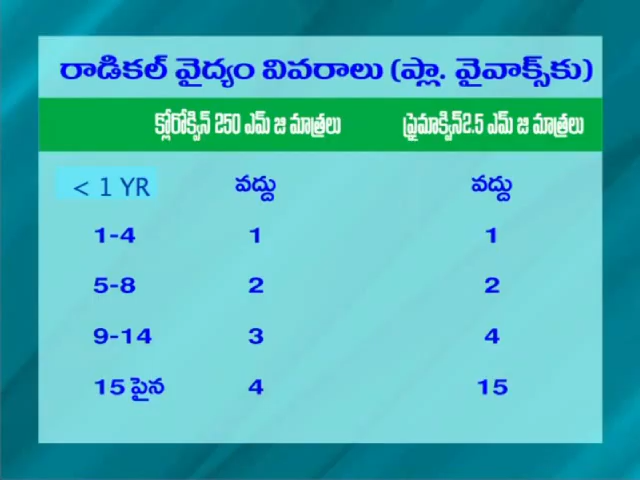 రాడికల్ వైద్యం వివరాలు (ప్లా. వైవాక్స్‌కు)
క్లోరోక్విన్ 250 ఎమ్ జి మాత్రలు ప్రైమాక్విన్2.5 ఎమ్ జి మాత్రలు
< 1 YR వద్దు వద్దు
1-4 1 1
5-8 2 2
9-14 3 4
15 పైన 4 15